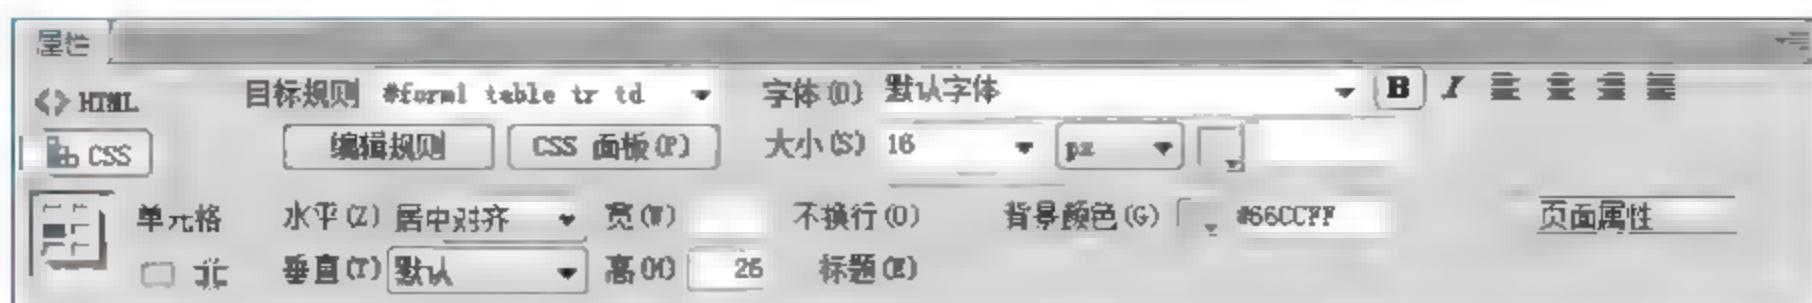 属性
HTML 目标规则 #form1 table tr td 字体(O) 默认字体 B I
CSS 编辑规则 CSS 面板(P) 大小(S) 16 px
单元格 水平(Z) 居中对齐 宽(W) 不换行(O) 背景颜色(G) #66CCFF 页面属性
垂直(T) 默认 高(H) 26 标题(E)